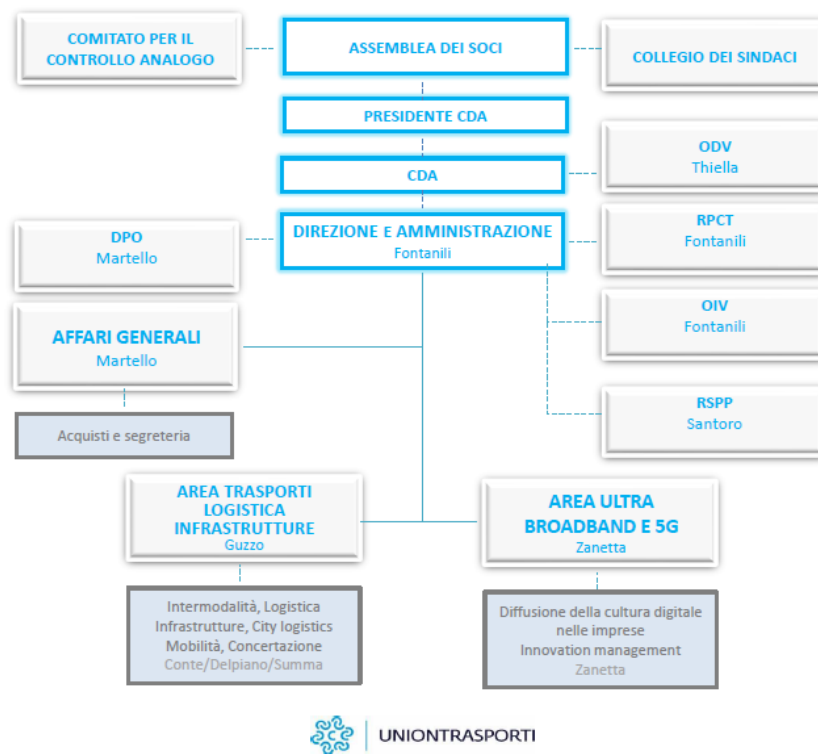 COMITATO PER IL
CONTROLLO ANALOGO
ASSEMBLEA DEI SOCI
COLLEGIO DEI SINDACI
PRESIDENTE CDA
CDA
ODV
Thiella
DPO
Martello
DIREZIONE E AMMINISTRAZIONE
Fontanili
RPCT
Fontanili
AFFARI GENERALI
Martello
OIV
Fontanili
Acquisti e segreteria
RSPP
Santoro
AREA TRASPORTI
LOGISTICA
INFRASTRUTTURE
Guzzo
AREA ULTRA
BROADBAND E 5G
Zanetta
Intermodalità, Logistica
Infrastrutture, City logistics
Mobilità, Concertazione
Conte/Delpiano/Summa
Diffusione della cultura digitale
nelle imprese
Innovation management
Zanetta
UNIONTRASPORTI